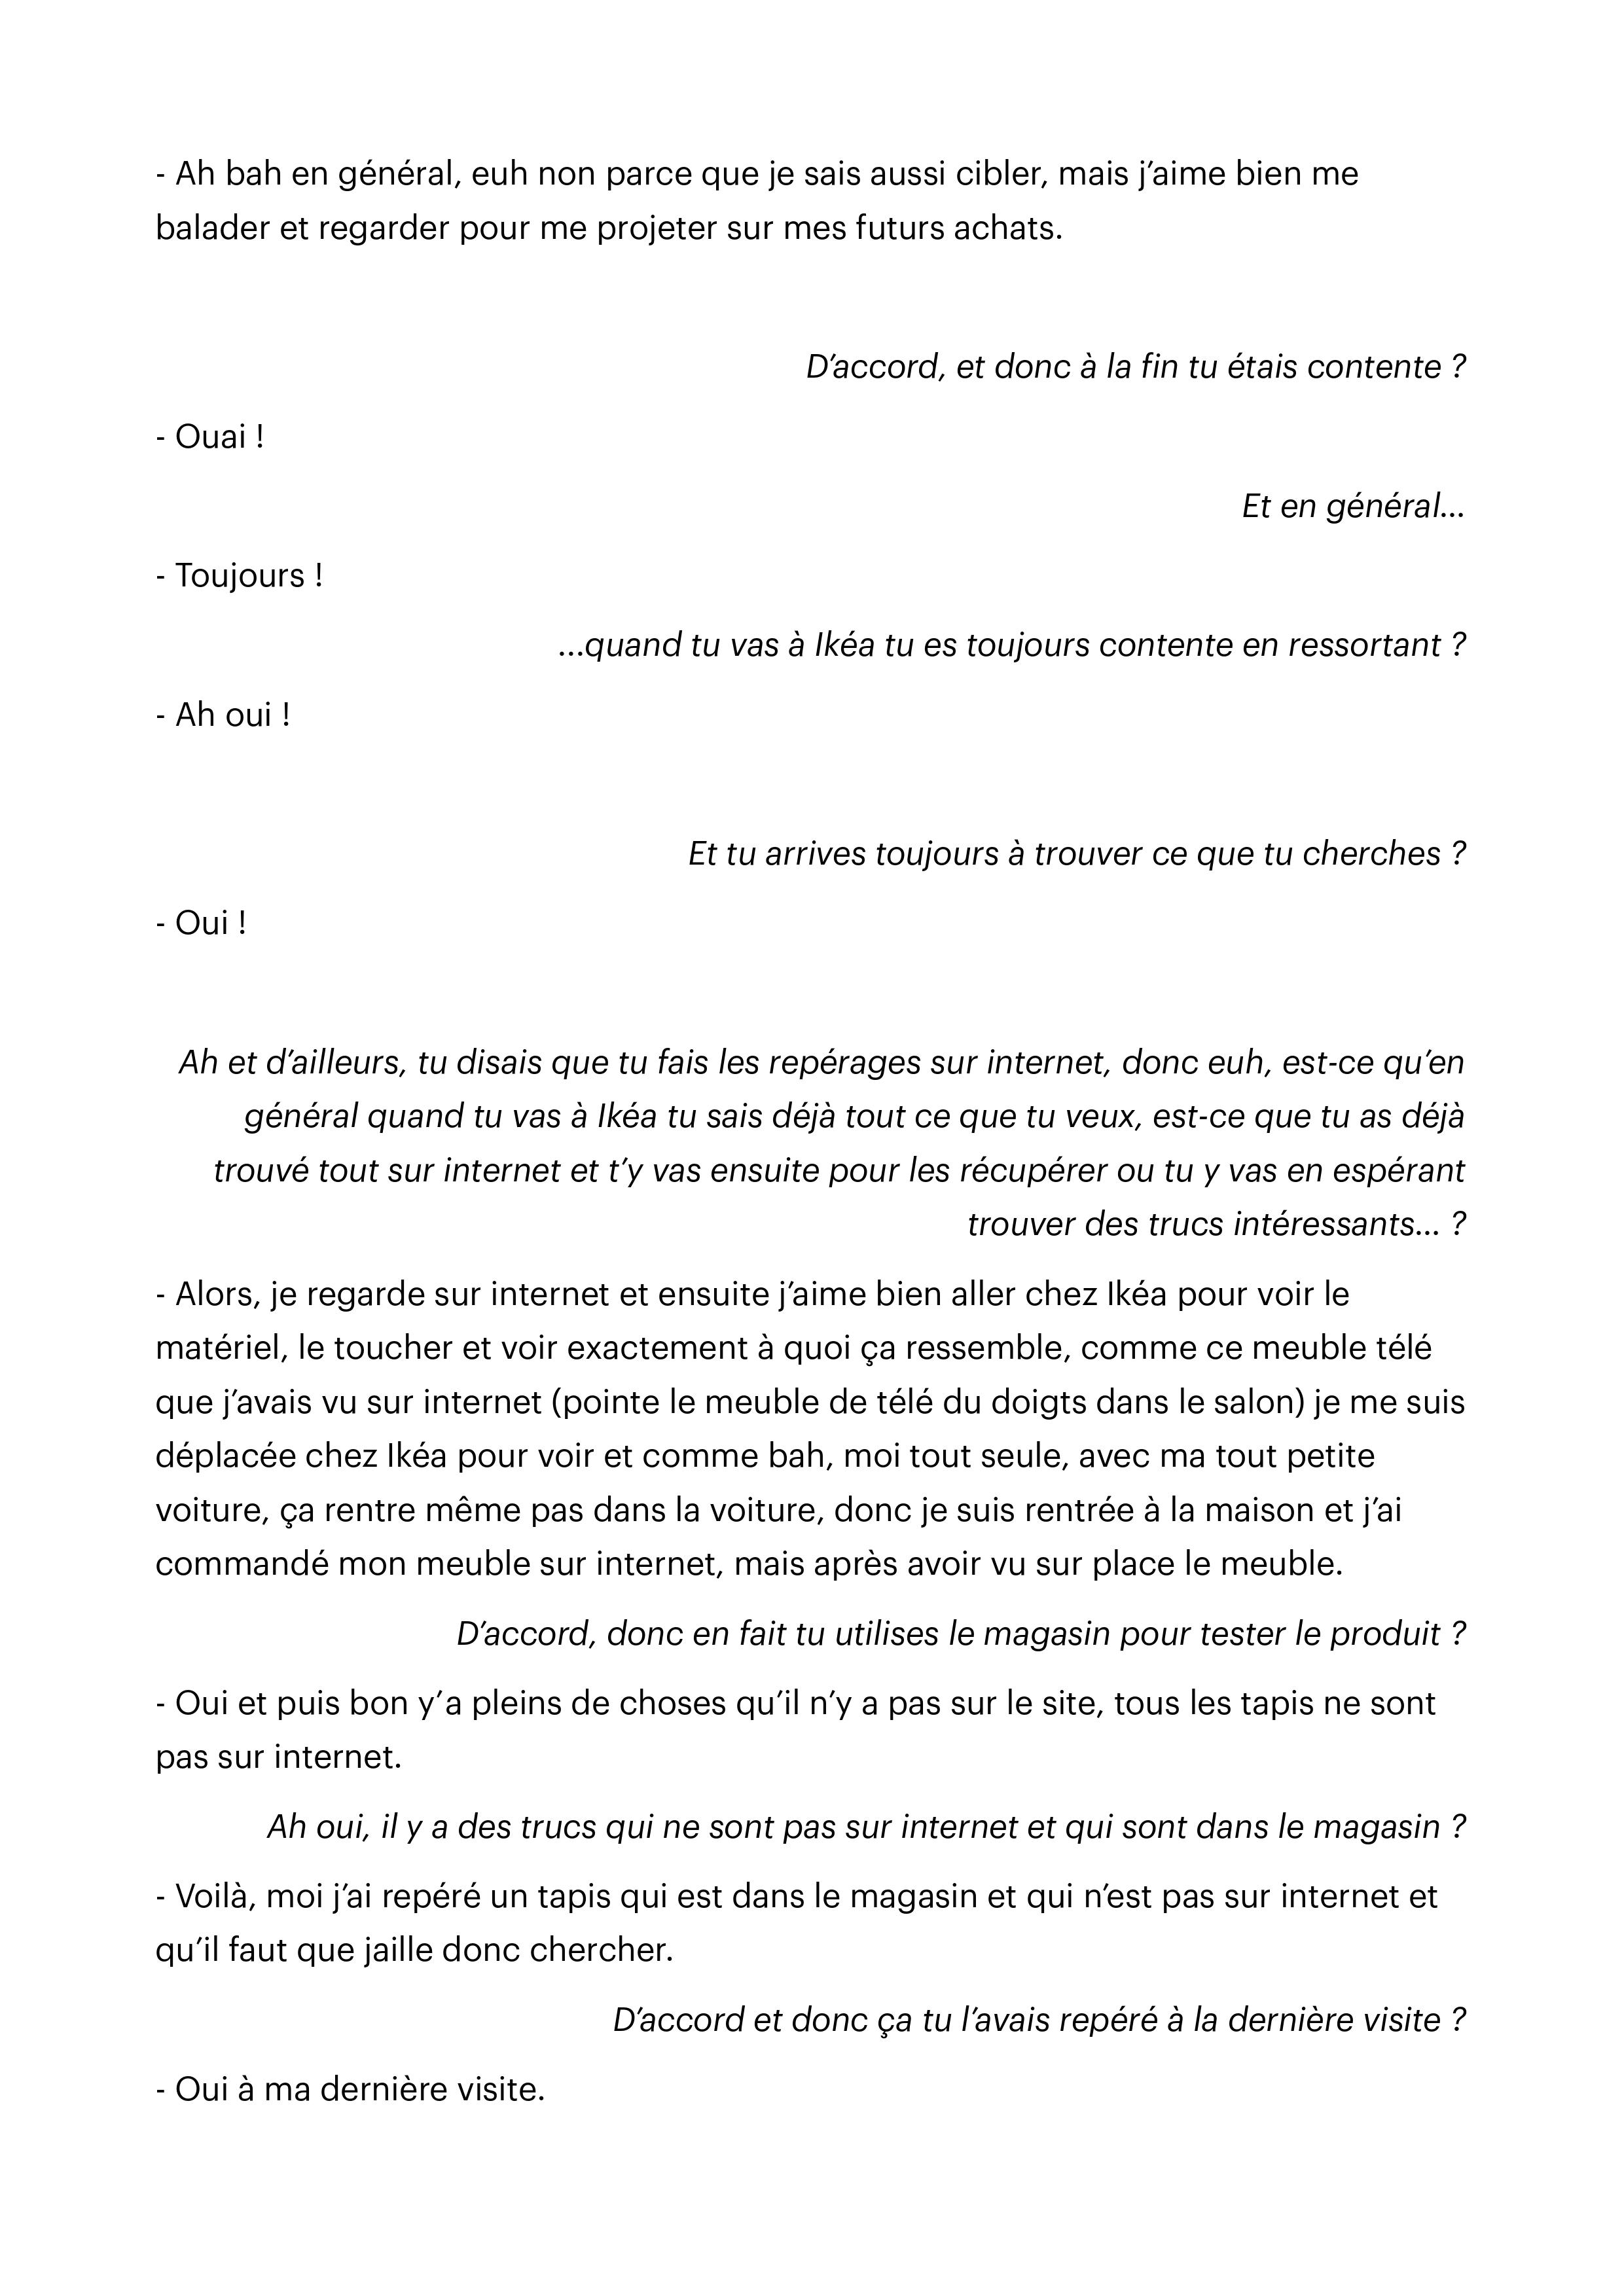 - Ah bah en général, euh non parce que je sais aussi cibler, mais j’aime bien me
balader et regarder pour me projeter sur mes futurs achats.
D’accord, et donc à la fin tu étais contente ?
- Ouai !
Et en général...
- Toujours !
...quand tu vas à Ikéa tu es toujours contente en ressortant ?
- Ah oui !
Et tu arrives toujours à trouver ce que tu cherches ?
- Oui !
Ah et d’ailleurs, tu disais que tu fais les repérages sur internet, donc euh, est-ce qu’en
général quand tu vas à Ikéa tu sais déjà tout ce que tu veux, est-ce que tu as déjà
trouvé tout sur internet et t’y vas ensuite pour les récupérer ou tu y vas en espérant
trouver des trucs intéressants... ?
- Alors, je regarde sur internet et ensuite j’aime bien aller chez Ikéa pour voir le
matériel, le toucher et voir exactement à quoi ça ressemble, comme ce meuble télé
que j’avais vu sur internet (pointe le meuble de télé du doigts dans le salon) je me suis
déplacée chez Ikéa pour voir et comme bah, moi tout seule, avec ma tout petite
voiture, ça rentre même pas dans la voiture, donc je suis rentrée à la maison et j’ai
commandé mon meuble sur internet, mais après avoir vu sur place le meuble.
D’accord, donc en fait tu utilises le magasin pour tester le produit ?
- Oui et puis bon y’a pleins de choses qu’il n’y a pas sur le site, tous les tapis ne sont
pas sur internet.
Ah oui, il y a des trucs qui ne sont pas sur internet et qui sont dans le magasin ?
- Voilà, moi j’ai repéré un tapis qui est dans le magasin et qui n’est pas sur internet et
qu’il faut que jaille donc chercher.
D’accord et donc ça tu l’avais repéré à la dernière visite ?
- Oui à ma dernière visite.